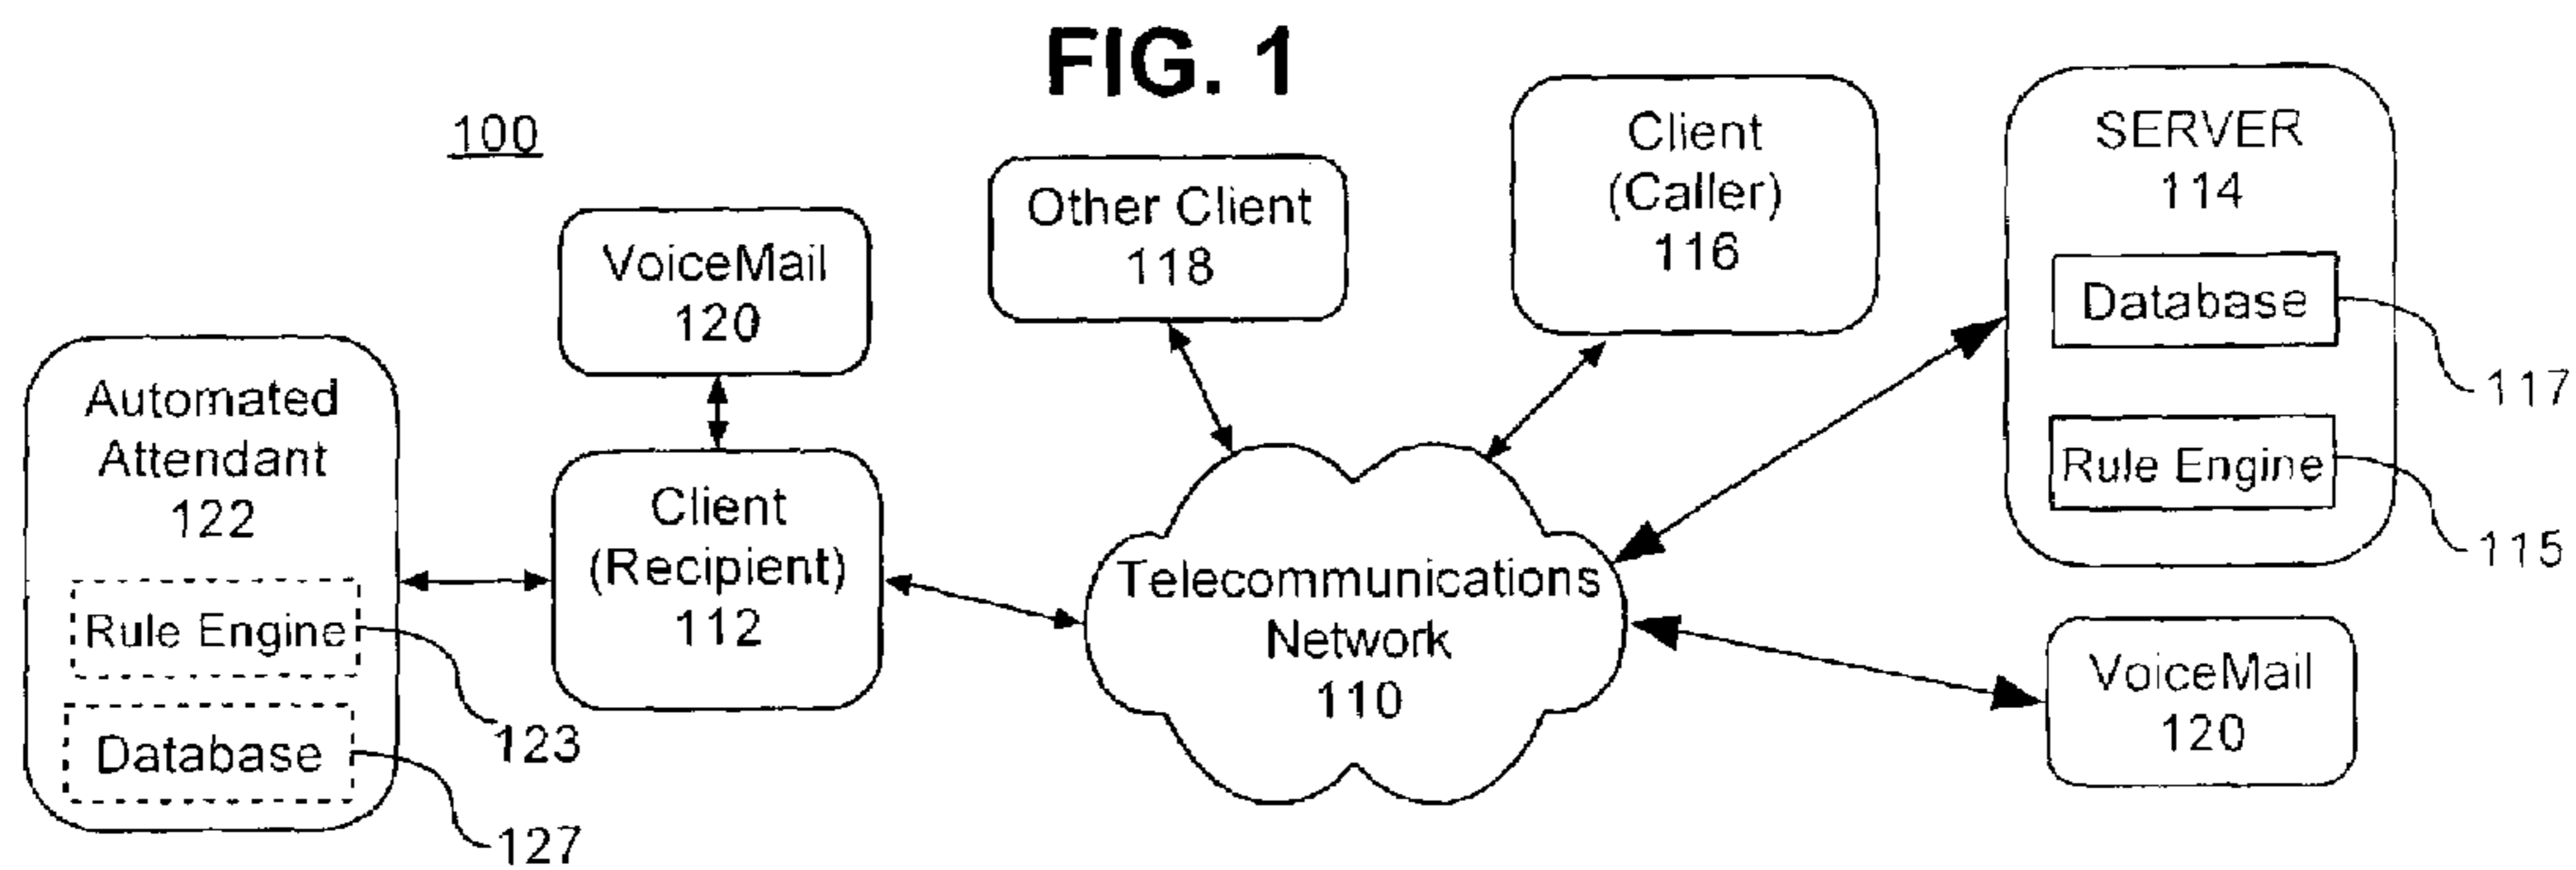 FIG. 1
100
Automated
Attendant
122
Rule Engine
123
Database
127
VoiceMail
120
Client
(Recipient)
112
Other Client
118
Client
(Caller)
116
Telecommunications
Network
110
SERVER
114
Database
117
Rule Engine
115
VoiceMail
120